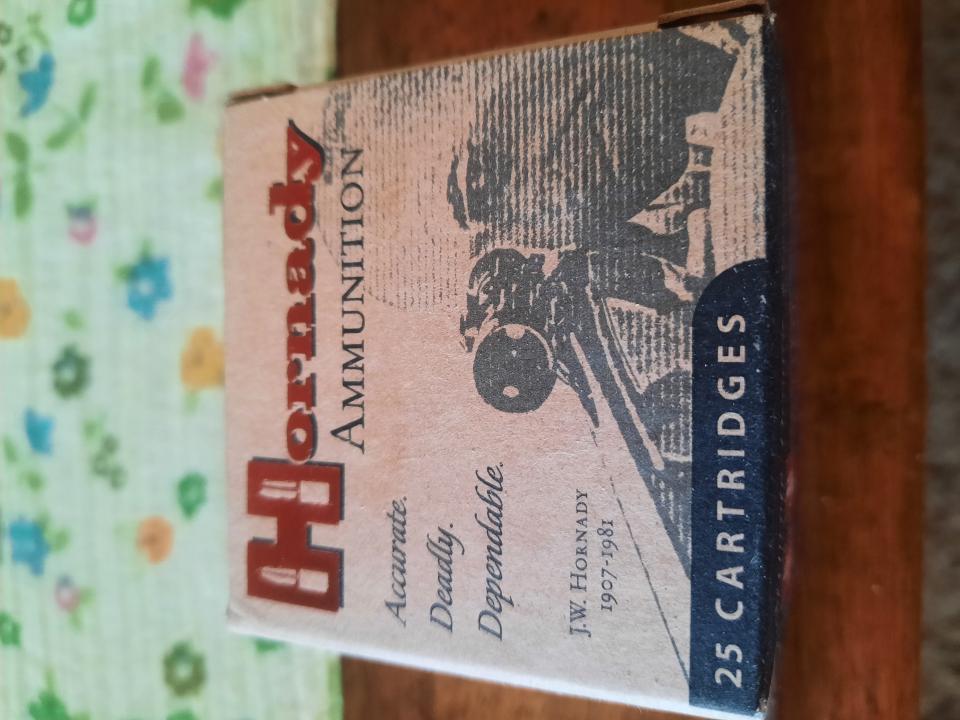 Hornady
AMMUNITION
Accurate.
Deadly.
Dependable.
J.W. HORNADY
1907-1981
25 CARTRIDGES